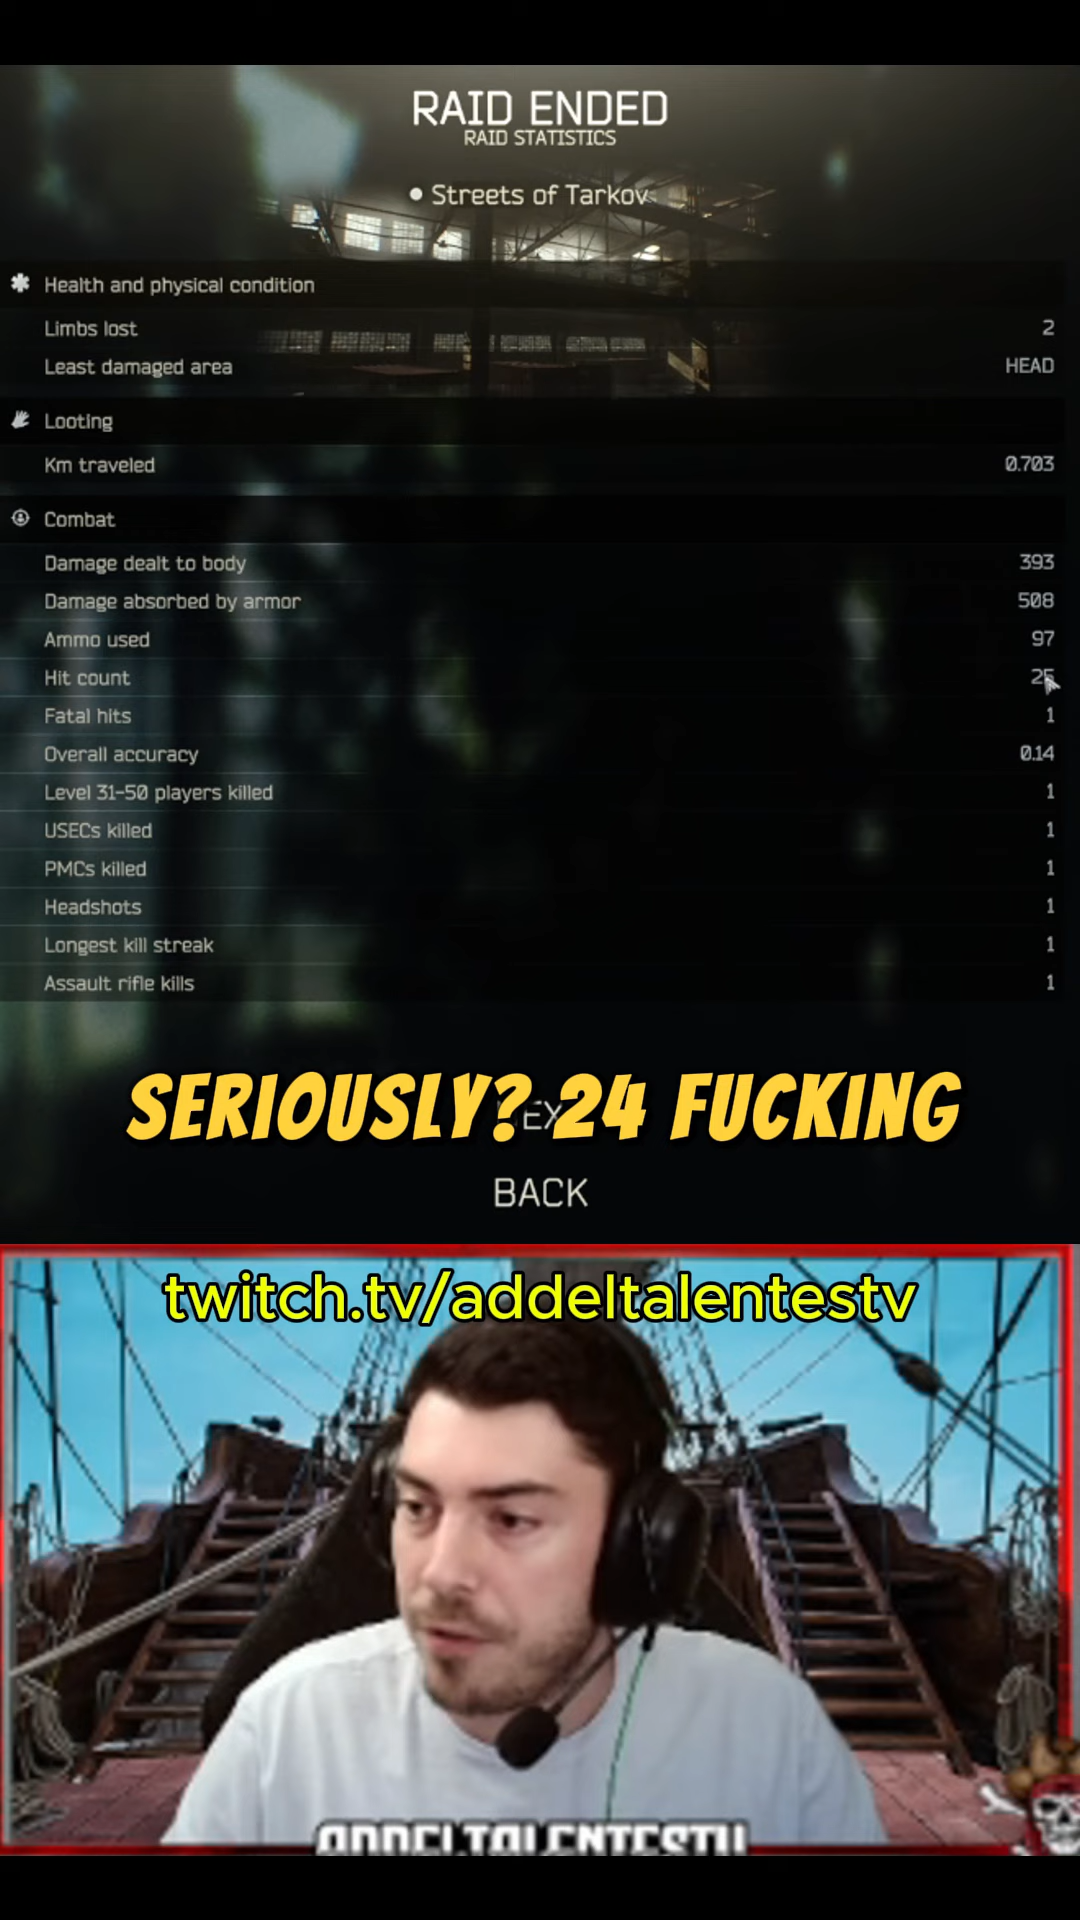 RAID ENDED
RAID STATISTICS
Streets of Tarkov
Health and physical condition
Limbs lost 2
Least damaged area HEAD
Looting
Km traveled 0.703
Combat
Damage dealt to body 393
Damage absorbed by armor 508
Ammo used 97
Hit count
Fatal hits 1
Overall accuracy 0.14
Level 31-50 players killed 1
USECs killed 1
PMCs killed 1
Headshots 1
Longest kill streak 1
Assault rifle kills 1
SERIOUSLY? 24 FUCKING
BACK
twitch.tv/addeltalentestv
ADDELTALENTESTV